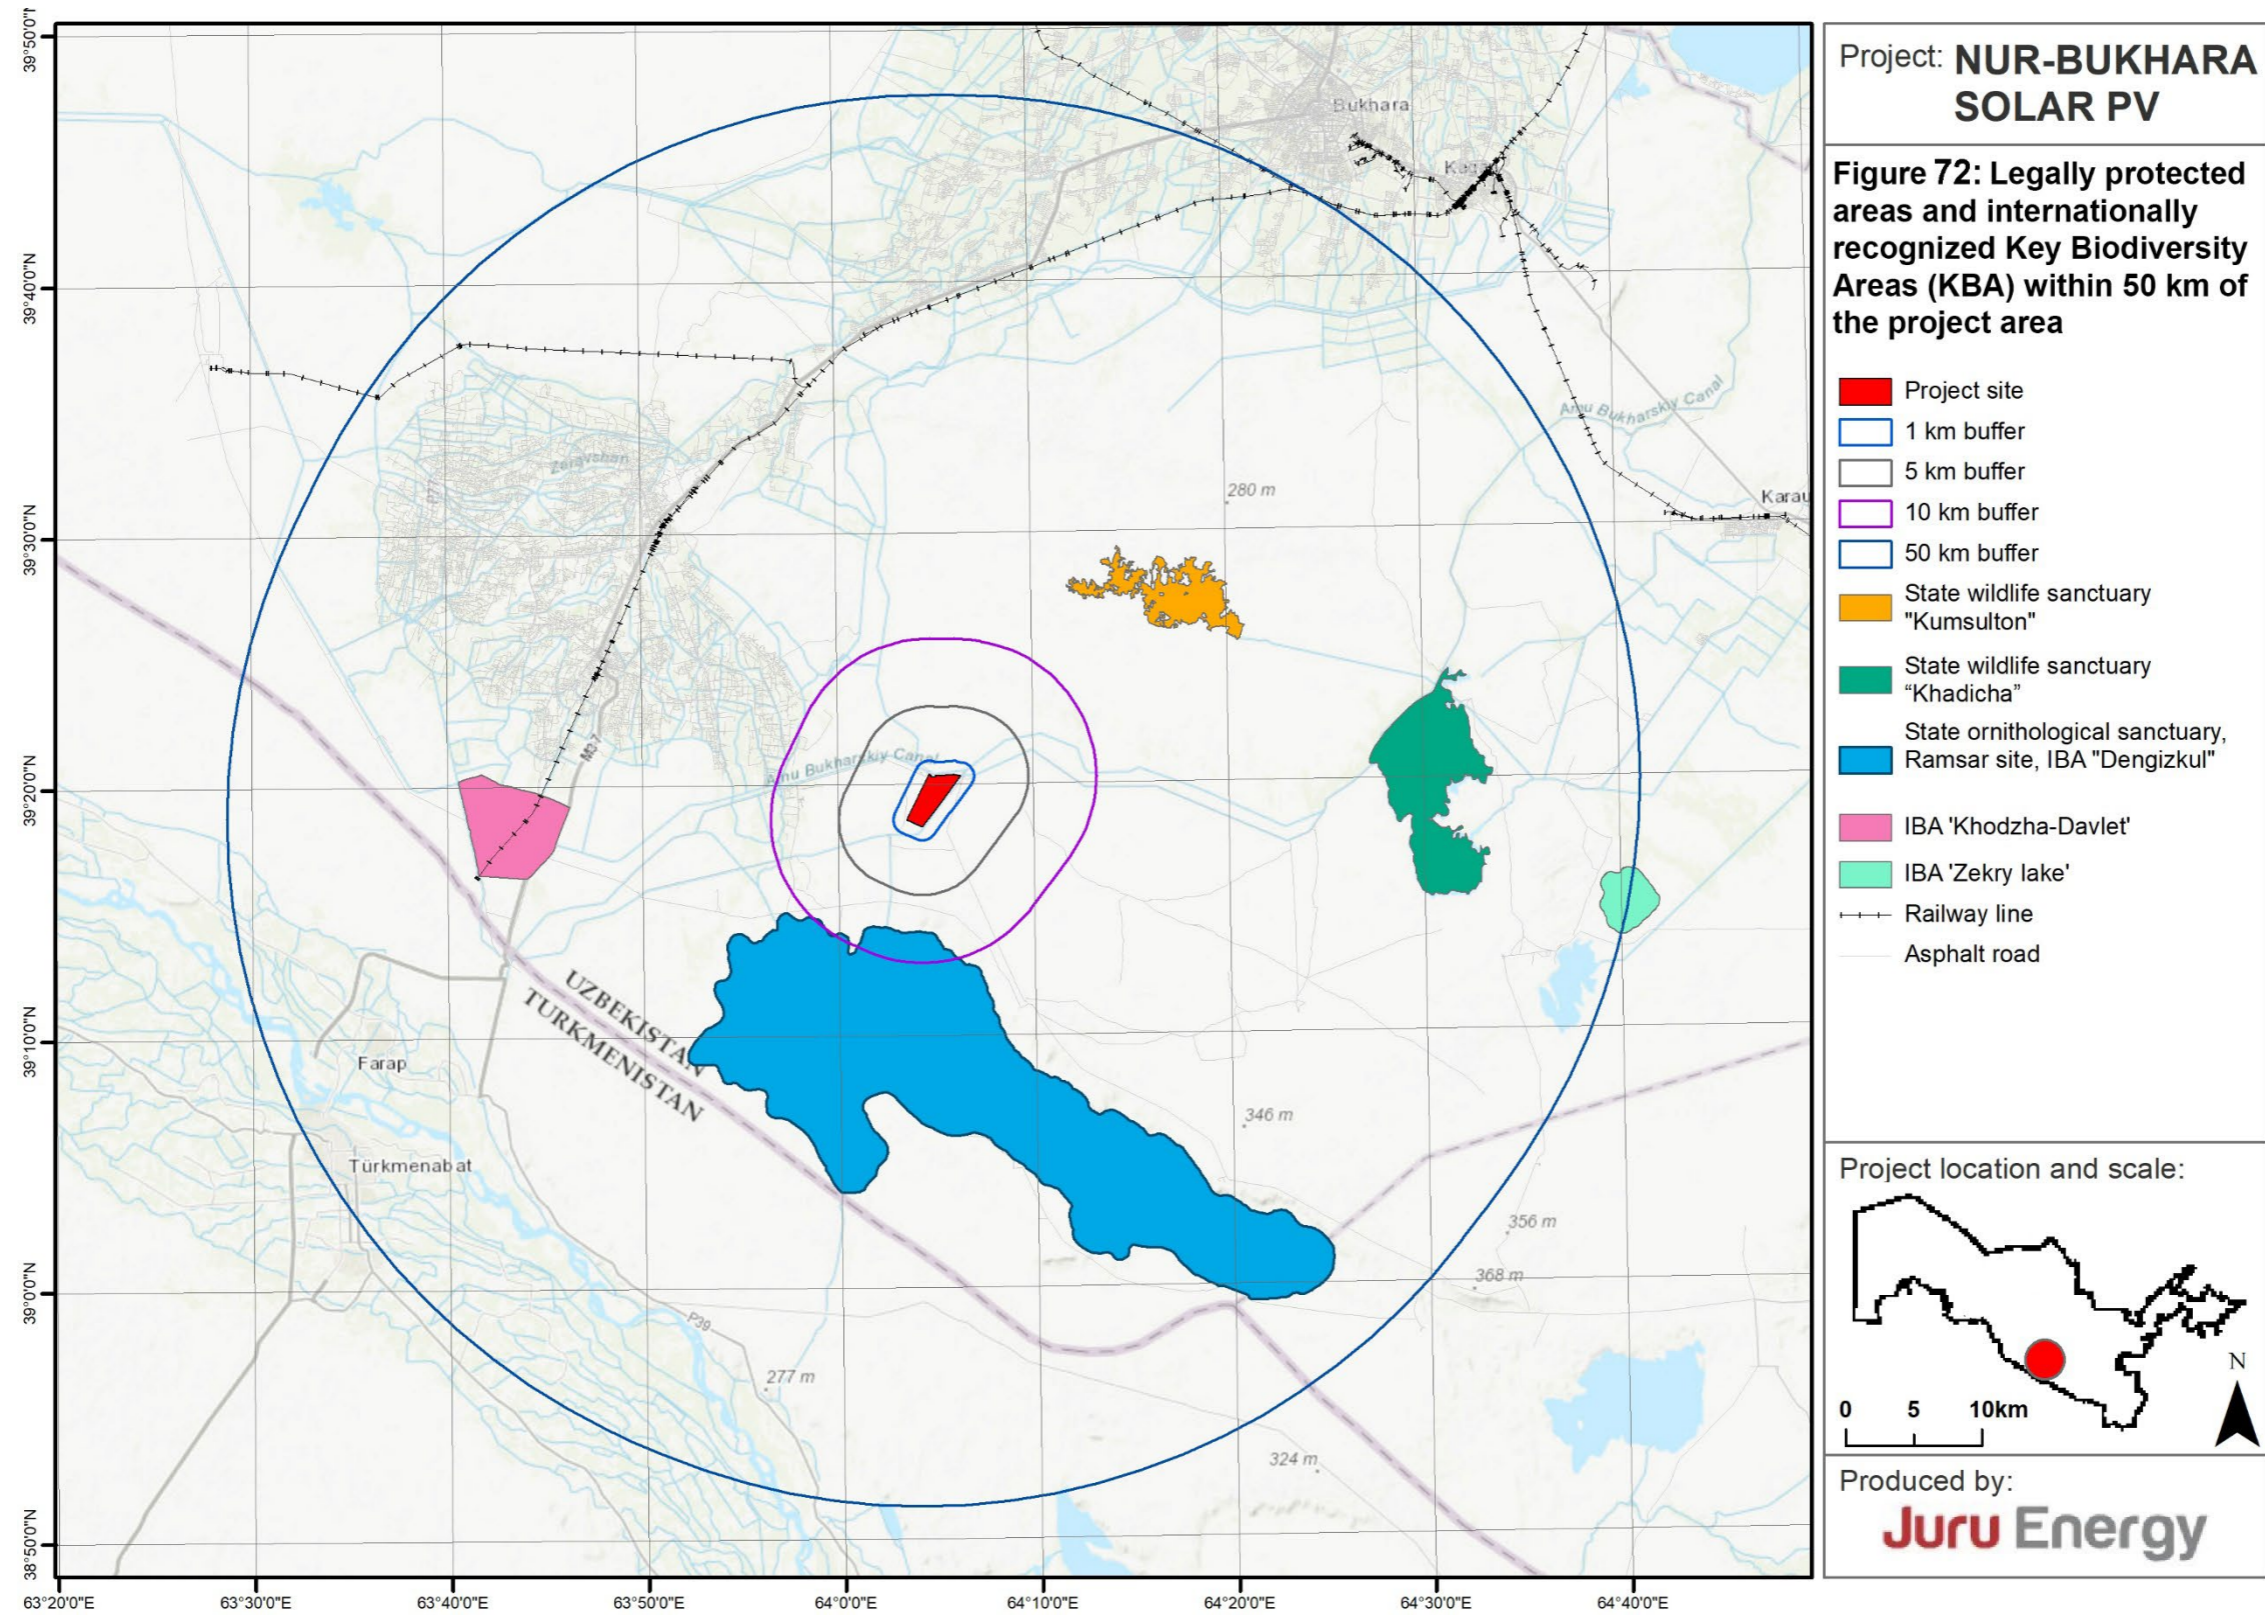 Project: NUR-BUKHARA
SOLAR PV
Figure 72: Legally protected
areas and internationally
recognized Key Biodiversity
Areas (KBA) within 50 km of
the project area
Project site
1 km buffer
5 km buffer
10 km buffer
50 km buffer
State wildlife sanctuary
"Kumsulton"
State wildlife sanctuary
“Khadicha”
State ornithological sanctuary,
Ramsar site, IBA "Dengizkul"
IBA 'Khodzha-Davlet'
IBA 'Zekry lake'
Railway line
Asphalt road
Project location and scale:
N
0 5 10km
Produced by:
Juru Energy
39°50'0"N
39°40'0"N
39°30'0"N
39°20'0"N
39°10'0"N
39°0'0"N
38°50'0"N
63°20'0"E 63°30'0"E 63°40'0"E 63°50'0"E 64°0'0"E 64°10'0"E 64°20'0"E 64°30'0"E 64°40'0"E
Bukhara
Zaravshan
Amu Bukharskiy Canal
280 m
Karau
M37
Amu Bukharskiy Canal
UZBEKISTAN
TURKMENISTAN
Farap
Türkmenabat
346 m
356 m
368 m
P39
277 m
324 m